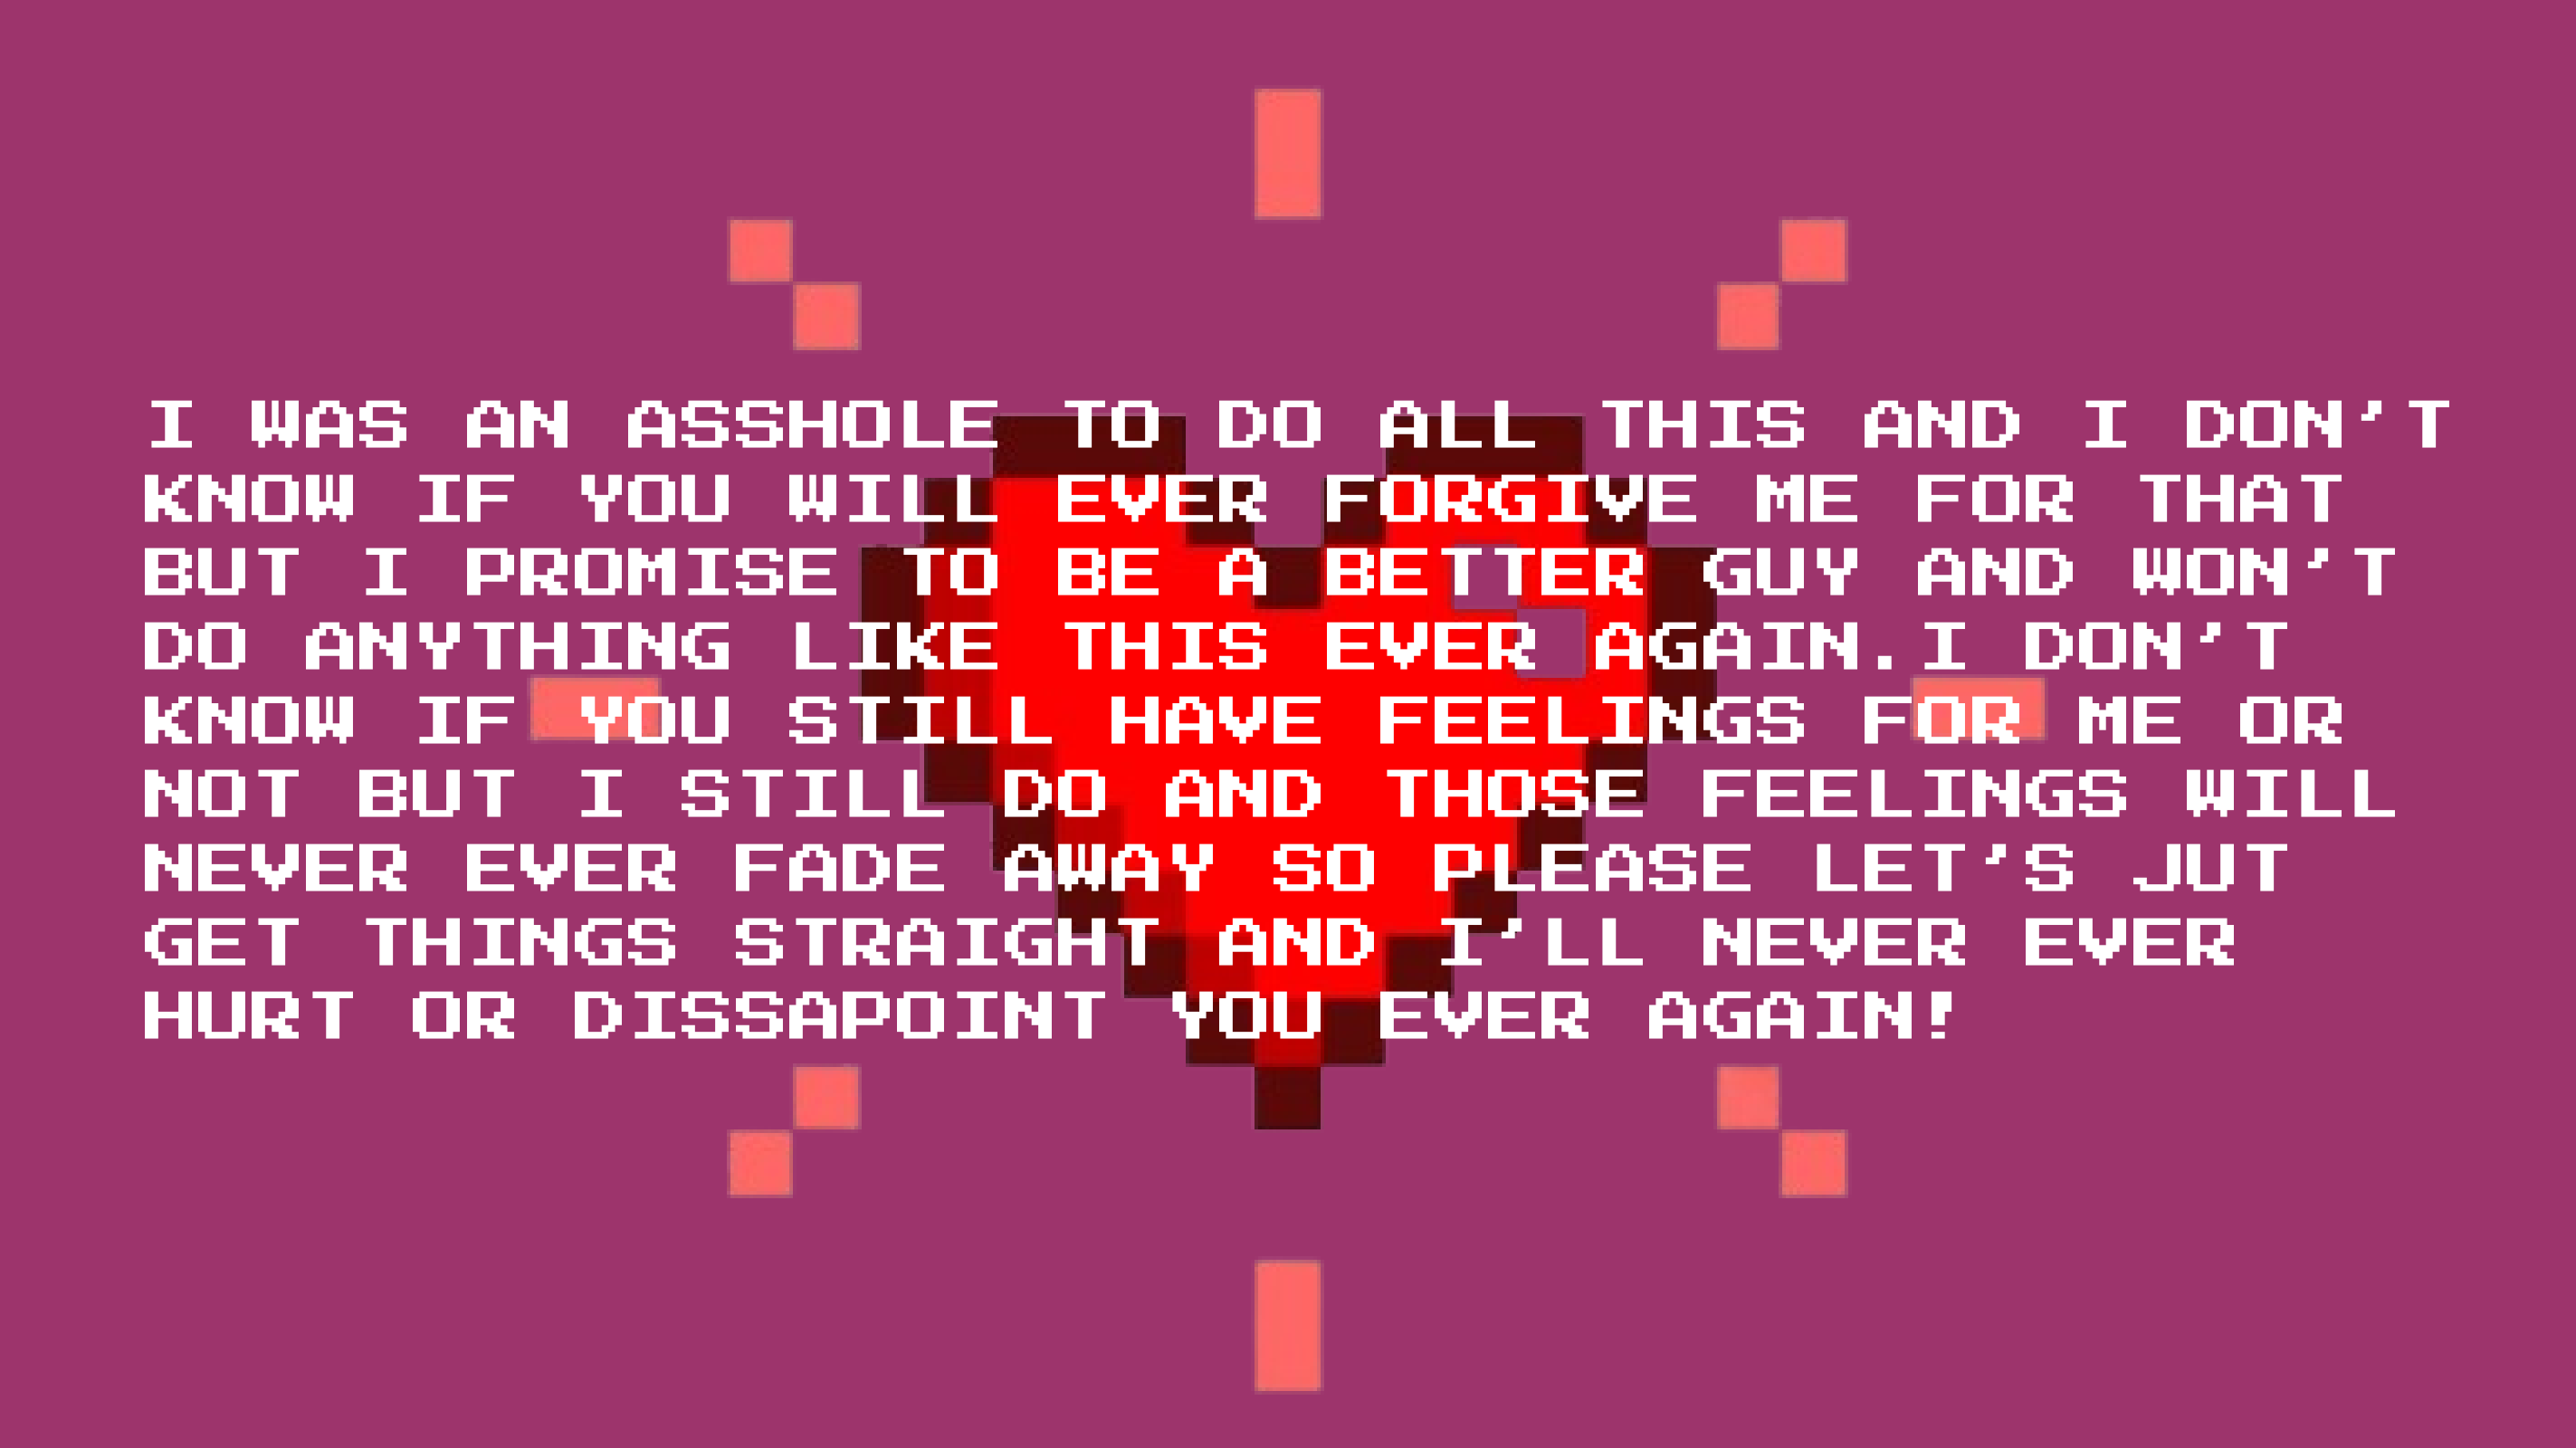 I WAS AN ASSHOLE TO DO ALL THIS AND I DON'T
KNOW IF YOU WILL EVER FORGIVE ME FOR THAT
BUT I PROMISE TO BE A BETTER GUY AND WON'T
DO ANYTHING LIKE THIS EVER AGAIN.I DON'T
KNOW IF YOU STILL HAVE FEELINGS FOR ME OR
NOT BUT I STILL DO AND THOSE FEELINGS WILL
NEVER EVER FADE AWAY SO PLEASE LET'S JUT
GET THINGS STRAIGHT AND I'LL NEVER EVER
HURT OR DISSAPOINT YOU EVER AGAIN!